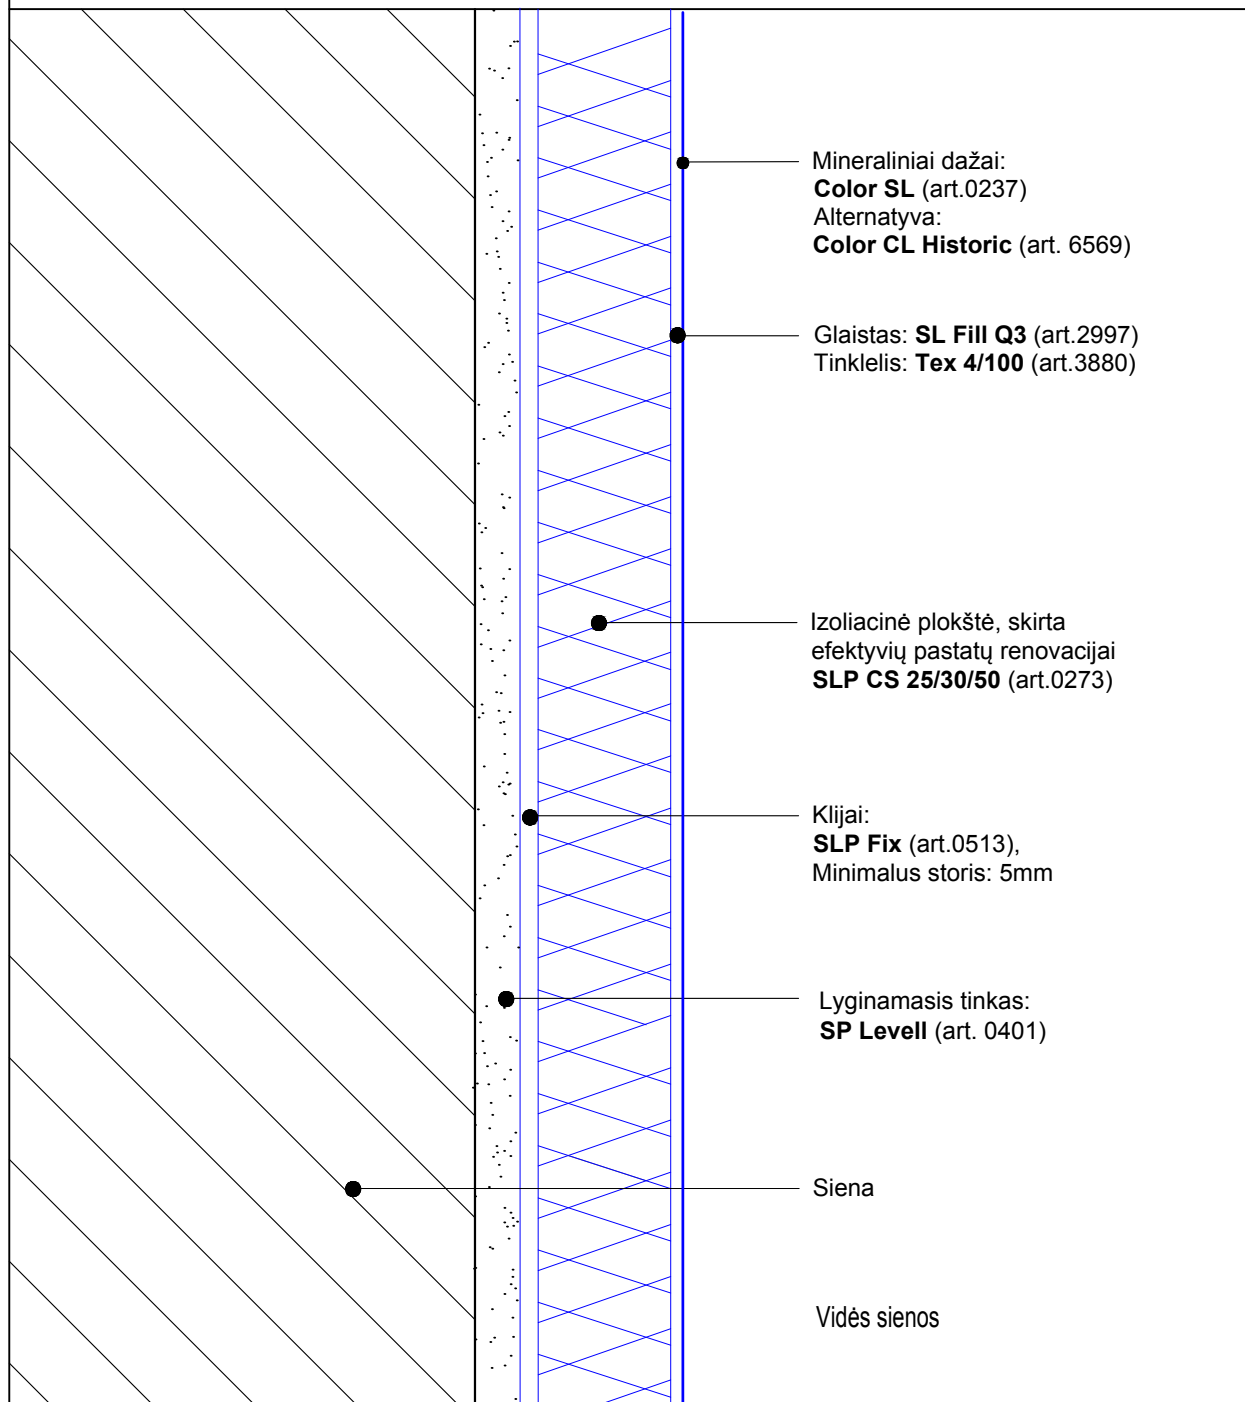 Mineraliniai dažai:
Color SL (art.0237)
Alternatyva:
Color CL Historic (art. 6569)
Glaistas: SL Fill Q3 (art.2997)
Tinklelis: Tex 4/100 (art.3880)
Izoliacinė plokštė, skirta
efektyvių pastatų renovacijai
SLP CS 25/30/50 (art.0273)
Klijai:
SLP Fix (art.0513),
Minimalus storis: 5mm
Lyginamasis tinkas:
SP Levell (art. 0401)
Siena
Vidės sienos